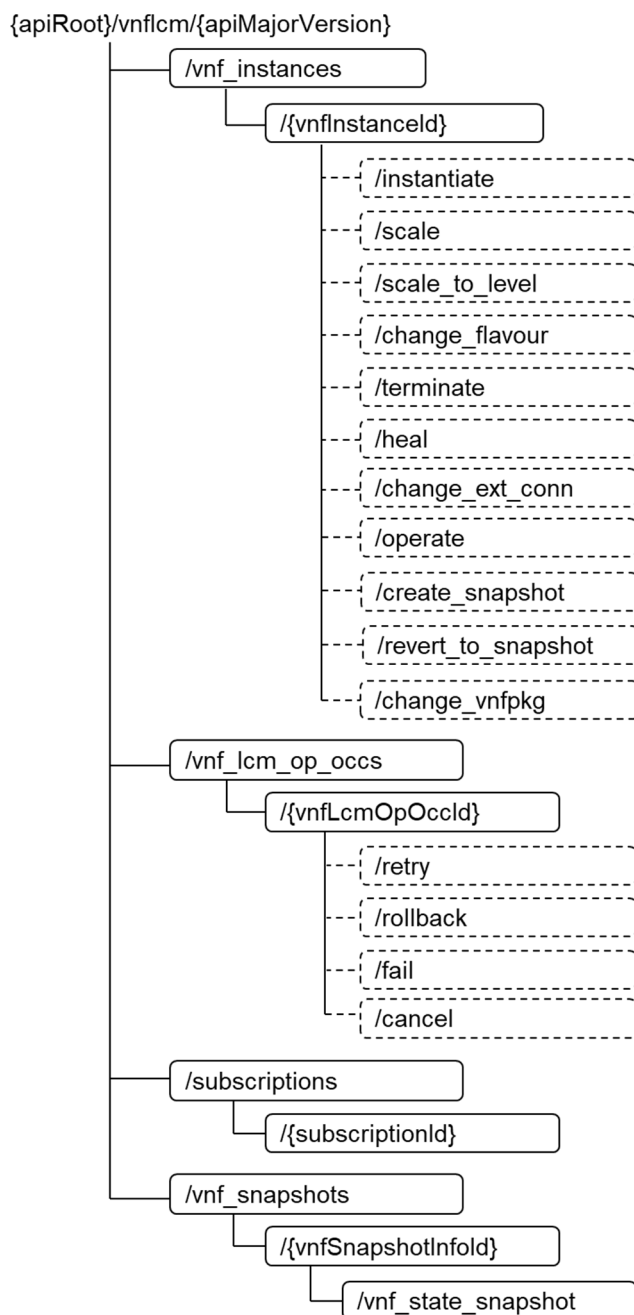 {apiRoot}/vnflcm/{apiMajorVersion}
/vnf_instances
/{vnfInstanceId}
/instantiate
/scale
/scale_to_level
/change_flavour
/terminate
/heal
/change_ext_conn
/operate
/create_snapshot
/revert_to_snapshot
/change_vnfpkg
/vnf_lcm_op_occs
/{vnfLcmOpOccId}
/retry
/rollback
/fail
/cancel
/subscriptions
/{subscriptionId}
/vnf_snapshots
/{vnfSnapshotInfoId}
/vnf_state_snapshot